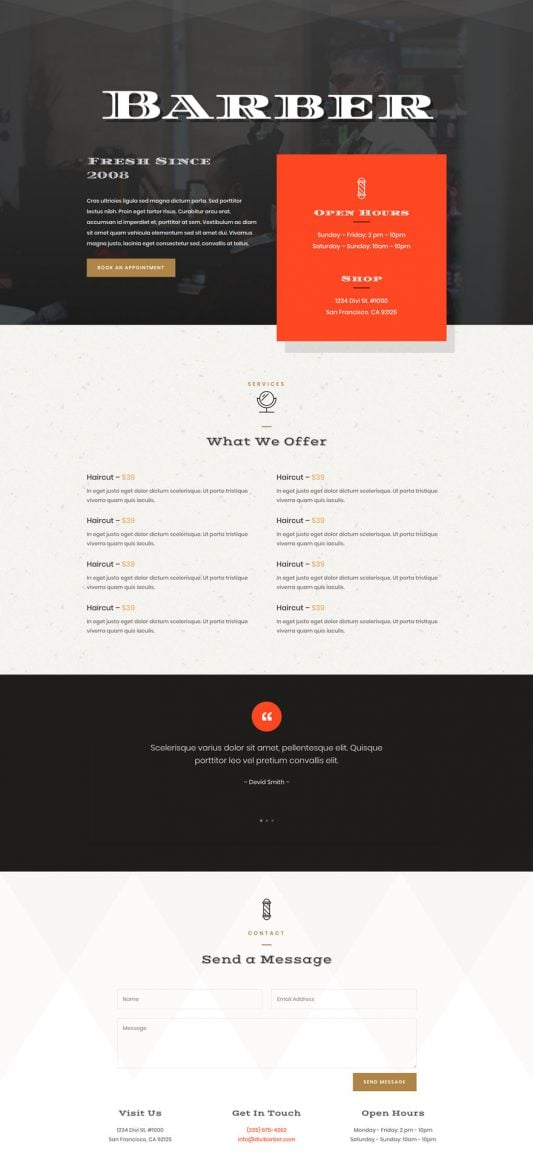 Barber
Fresh Since
2008
Cras ultricies ligula sed magna dictum porta. Sed porttitor
lectus nibh. Proin eget tortor risus. Curabitur arcu erat,
accumsan id imperdiet et, porttitor at sem. Vestibulum ac diam
sit amet quam vehicula elementum sed sit amet dui. Vivamus
magna justo, lacinia eget consectetur sed, convallis at tellus.
BOOK AN APPOINTMENT
Open Hours
Sunday – Friday: 2 pm – 10pm
Saturday – Sunday: 10am – 10pm
Shop
1234 Divi St. #1000
San Francisco, CA 92125
SERVICES
What We Offer
Haircut – $39
In eget justo eget dolor dictum scelerisque. Ut porta tristique
viverra quam quis iaculis.
Haircut – $39
In eget justo eget dolor dictum scelerisque. Ut porta tristique
viverra quam quis iaculis.
Haircut – $39
In eget justo eget dolor dictum scelerisque. Ut porta tristique
viverra quam quis iaculis.
Haircut – $39
In eget justo eget dolor dictum scelerisque. Ut porta tristique
viverra quam quis iaculis.
Haircut – $39
In eget justo eget dolor dictum scelerisque. Ut porta tristique
viverra quam quis iaculis.
Haircut – $39
In eget justo eget dolor dictum scelerisque. Ut porta tristique
viverra quam quis iaculis.
Haircut – $39
In eget justo eget dolor dictum scelerisque. Ut porta tristique
viverra quam quis iaculis.
Haircut – $39
In eget justo eget dolor dictum scelerisque. Ut porta tristique
viverra quam quis iaculis.
Scelerisque varius dolor sit amet, pellentesque elit. Quisque
porttitor leo vel pretium convallis elit.
– David Smith –
CONTACT
Send a Message
Name
Email Address
Message
SEND MESSAGE
Visit Us
1234 Divi St. #1000
San Francisco, CA 92125
Get In Touch
(235) 675-4282
info@divibarber.com
Open Hours
Monday - Friday: 2 pm - 10pm
Saturday - Sunday: 10am - 10pm